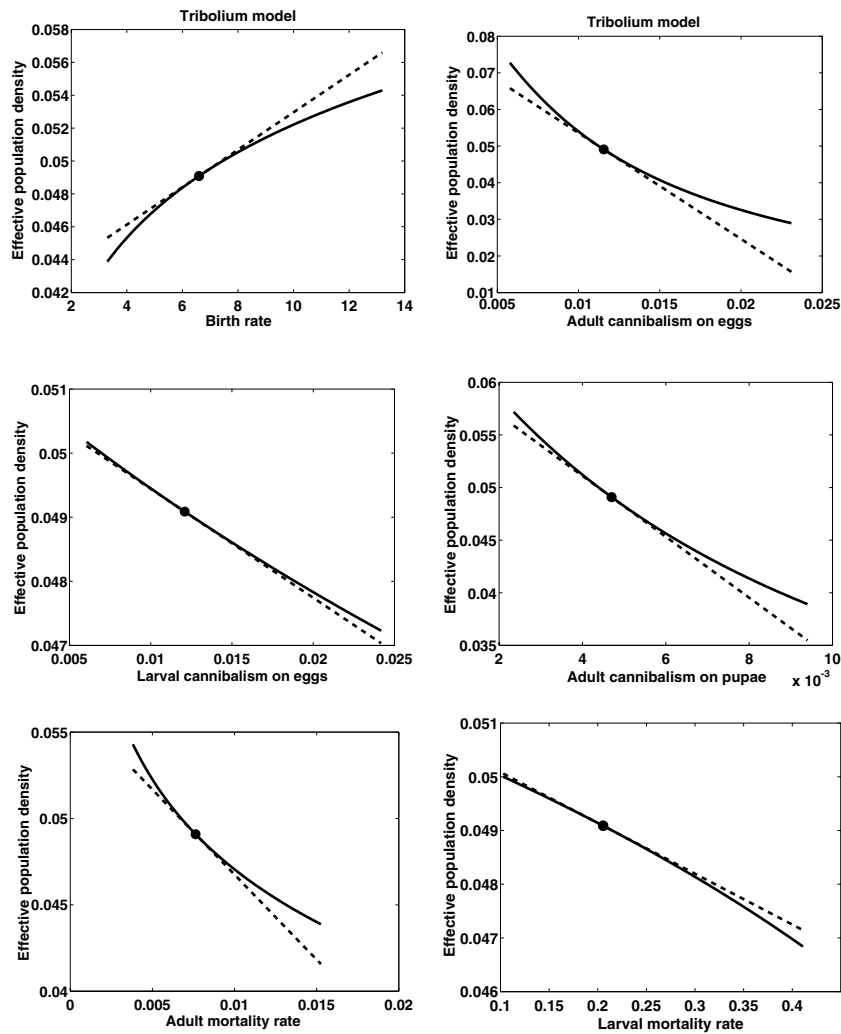 Tribolium model
0.058
0.056
0.054
0.052
0.05
0.048
0.046
0.044
0.042
Effective population density
2 4 6 8 10 12 14
Birth rate
Tribolium model
0.08
0.07
0.06
0.05
0.04
0.03
0.02
0.01
Effective population density
0.005 0.01 0.015 0.02 0.025
Adult cannibalism on eggs
0.051
0.05
0.049
0.048
0.047
Effective population density
0.005 0.01 0.015 0.02 0.025
Larval cannibalism on eggs
0.06
0.055
0.05
0.045
0.04
0.035
Effective population density
2 4 6 8 10
Adult cannibalism on pupae
x 10-3
0.055
0.05
0.045
0.04
Effective population density
0 0.005 0.01 0.015 0.02
Adult mortality rate
0.051
0.05
0.049
0.048
0.047
0.046
Effective population density
0.1 0.15 0.2 0.25 0.3 0.35 0.4
Larval mortality rate